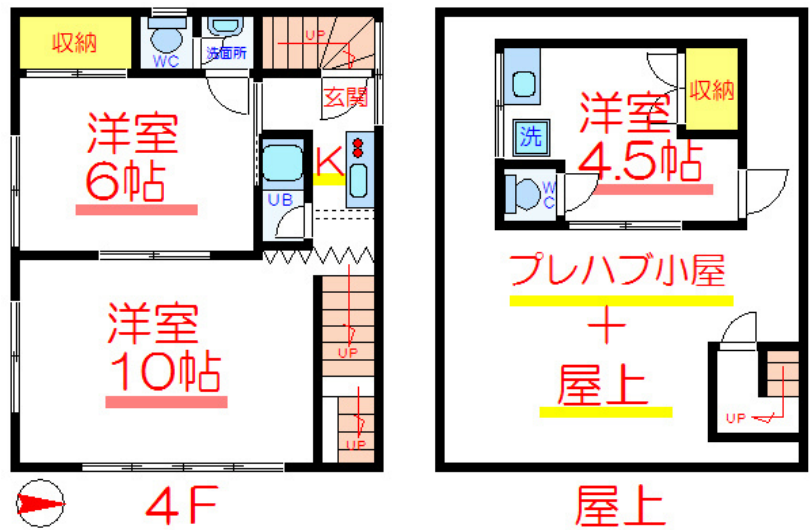 収納
WC
洗面所
UP
玄関
洋室
6帖
K
UB
洋室
10帖
UP
UP
4F
洋室
4.5帖
収納
洗
WC
プレハブ小屋
+
屋上
UP
屋上